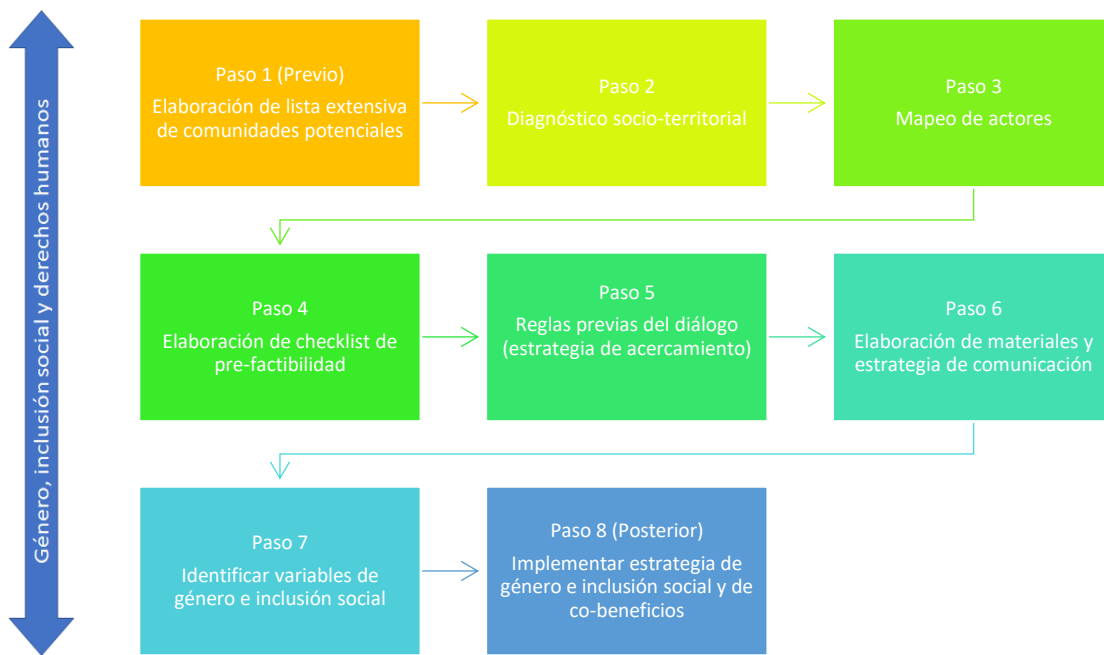 Género, inclusión social y derechos humanos
Paso 1 (Previo)
Elaboración de lista extensiva
de comunidades potenciales
Paso 2
Diagnóstico socio-territorial
Paso 3
Mapeo de actores
Paso 4
Elaboración de checklist de
pre-factibilidad
Paso 5
Reglas previas del diálogo
(estrategia de acercamiento)
Paso 6
Elaboración de materiales y
estrategia de comunicación
Paso 7
Identificar variables de
género e inclusión social
Paso 8 (Posterior)
Implementar estrategia de
género e inclusión social y de
co-beneficios